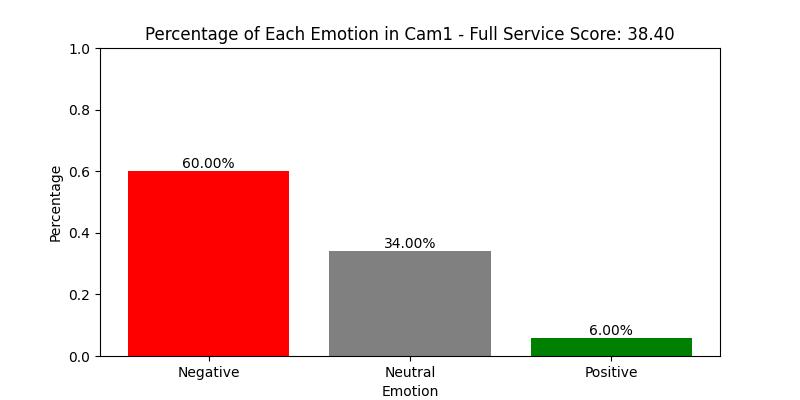 Percentage of Each Emotion in Cam1 - Full Service Score: 38.40
1.0
0.8
0.6
0.4
0.2
0.0
Percentage
60.00%
34.00%
6.00%
Negative
Neutral
Positive
Emotion